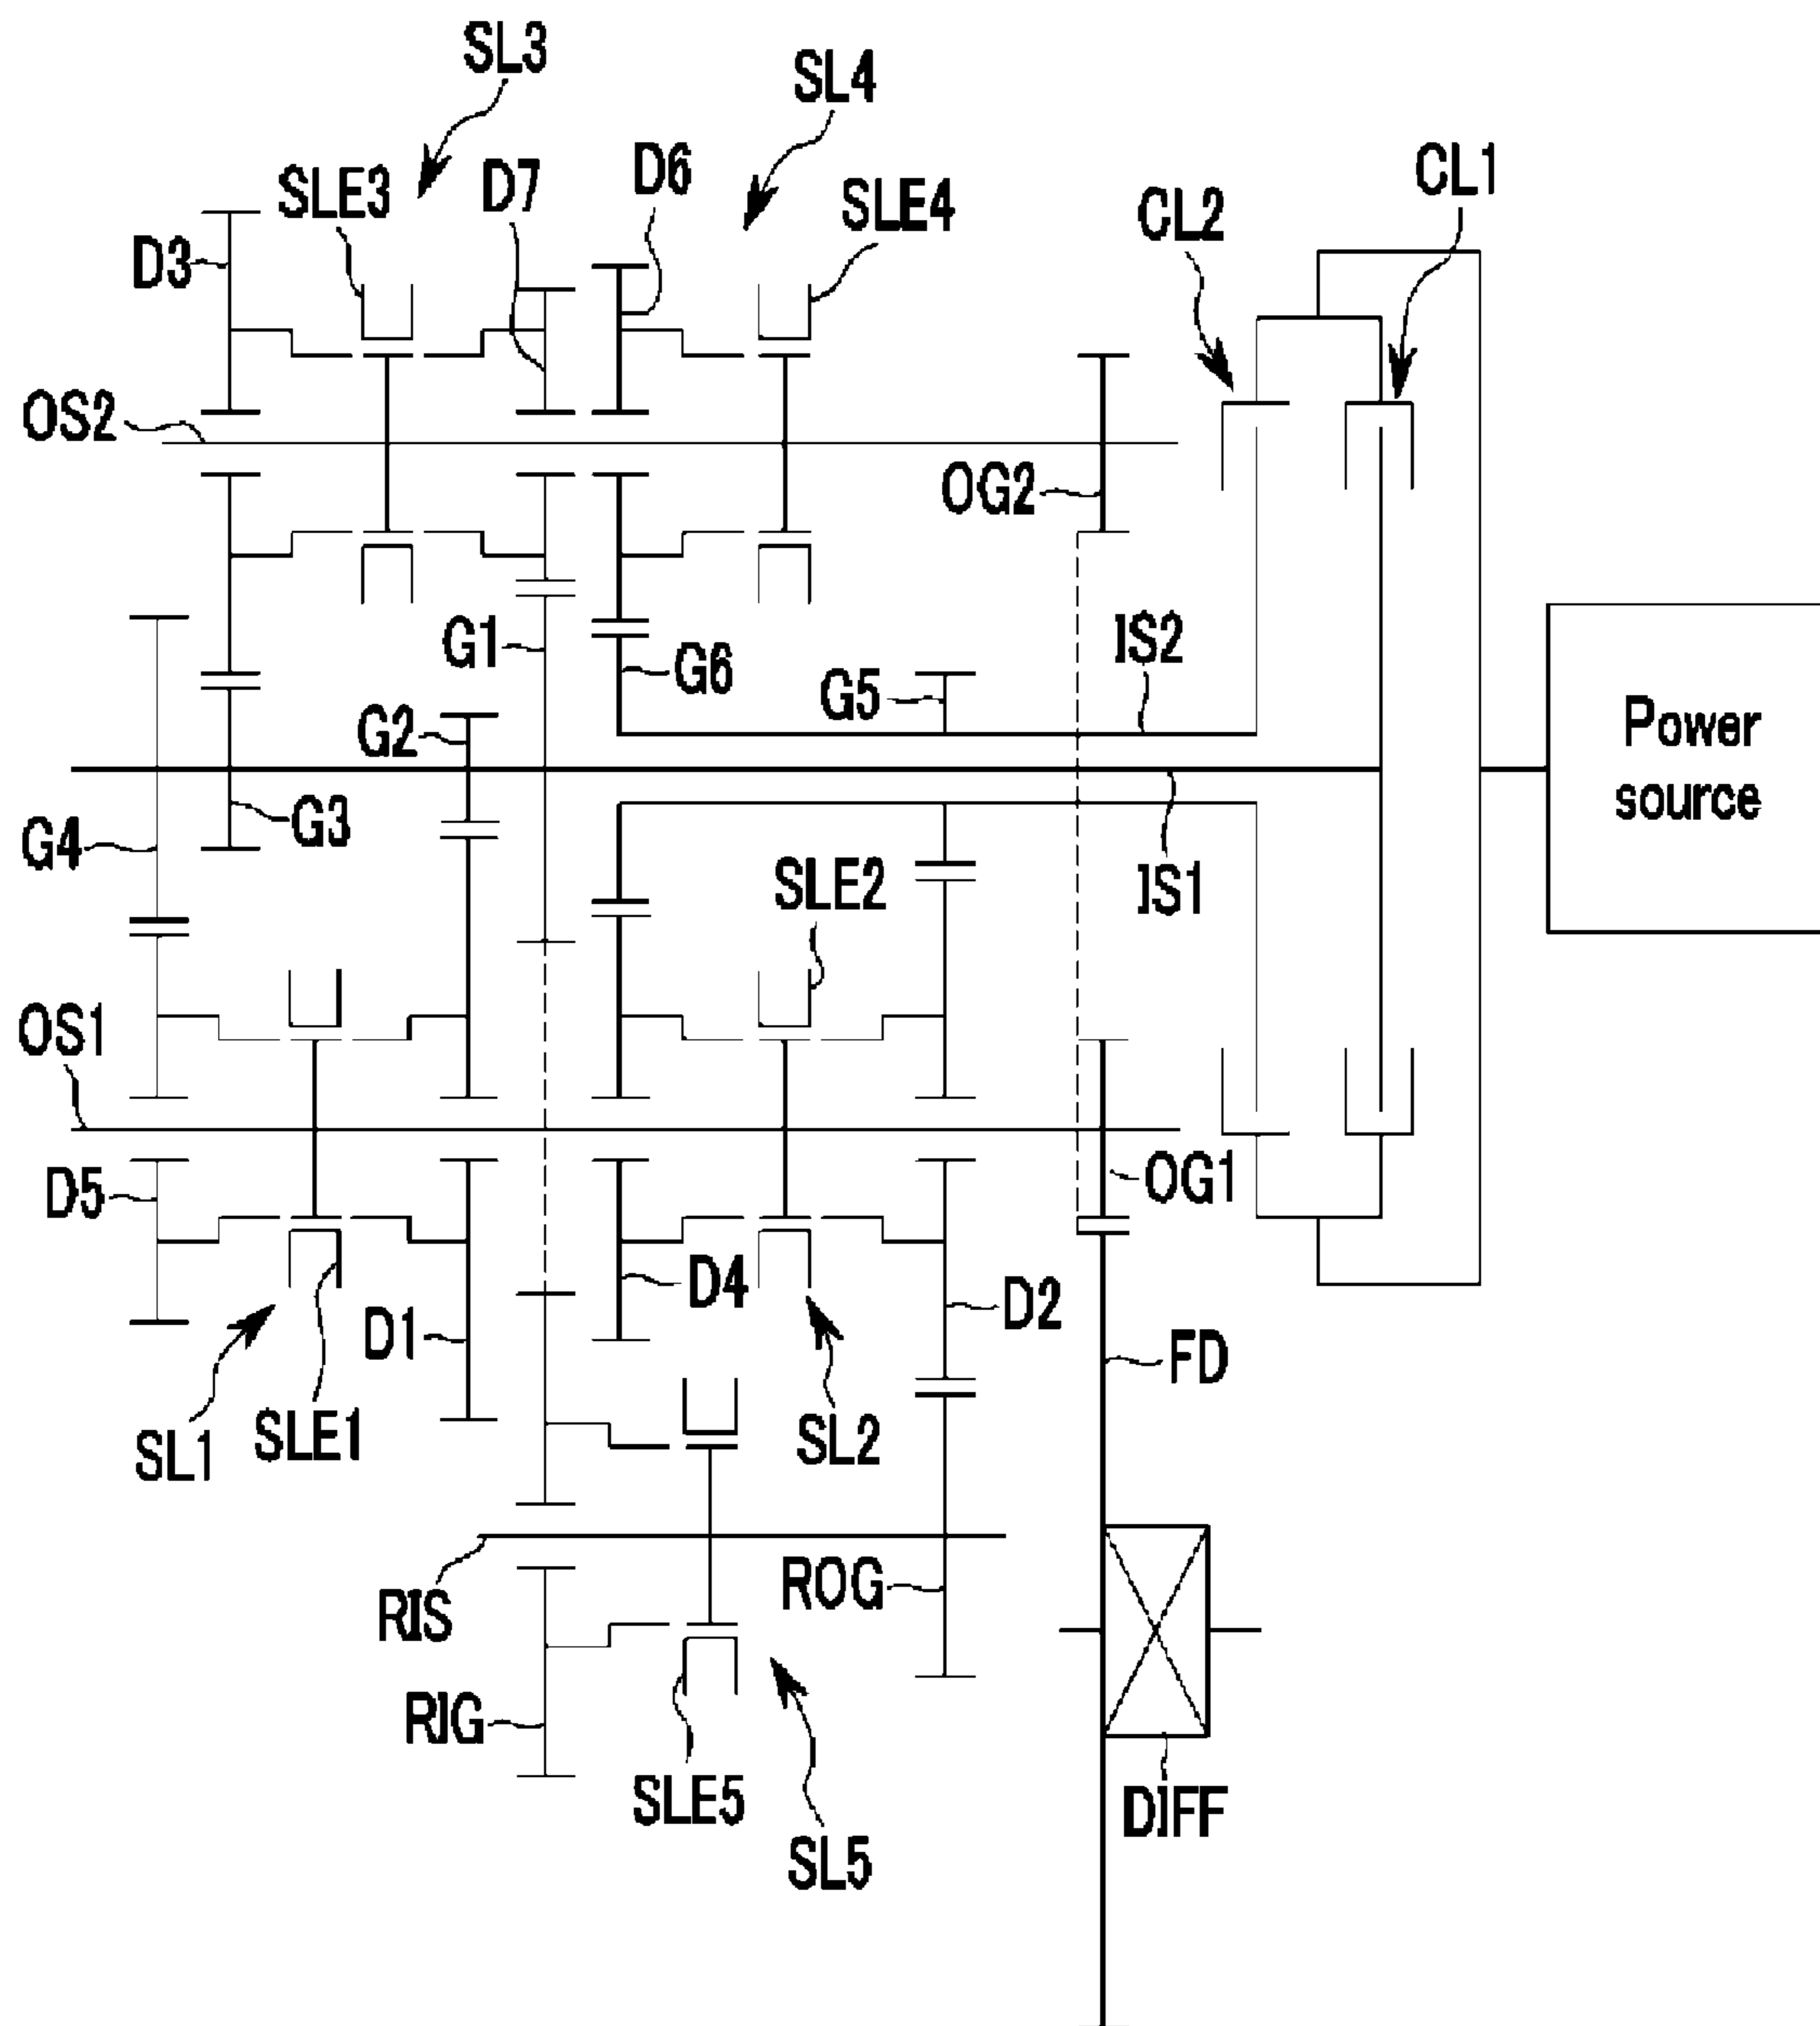 SL3
SL4
D6
CL1
SLE3
D7
SLE4
CL2
D3
OS2
OG2
G1
IS2
G6
G5
Power
source
G2
G3
G4
SLE2
IS1
OS1
D5
OG1
D4
D2
D1
FD
SLE1
SL1
SL2
ROG
RIS
RIG
SLE5
DIFF
SL5